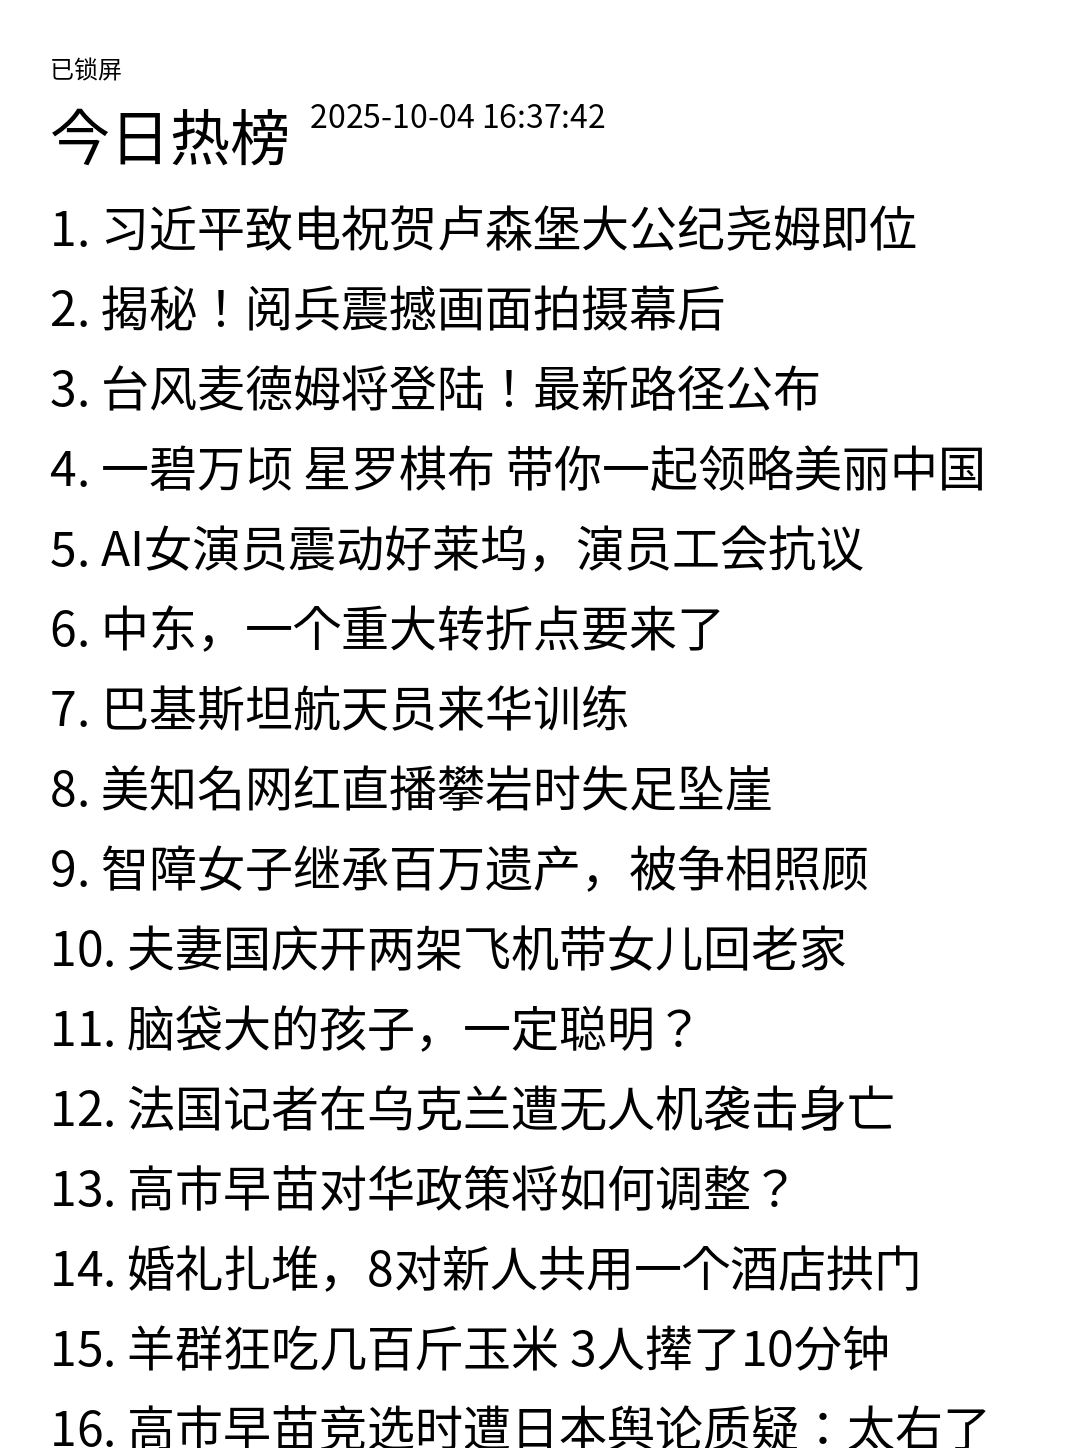 已锁屏
今日热榜 2025-10-04 16:37:42
1. 习近平致电祝贺卢森堡大公纪尧姆即位
2. 揭秘！阅兵震撼画面拍摄幕后
3. 台风麦德姆将登陆！最新路径公布
4. 一碧万顷 星罗棋布 带你一起领略美丽中国
5. AI女演员震动好莱坞，演员工会抗议
6. 中东，一个重大转折点要来了
7. 巴基斯坦航天员来华训练
8. 美知名网红直播攀岩时失足坠崖
9. 智障女子继承百万遗产，被争相照顾
10. 夫妻国庆开两架飞机带女儿回老家
11. 脑袋大的孩子，一定聪明？
12. 法国记者在乌克兰遭无人机袭击身亡
13. 高市早苗对华政策将如何调整？
14. 婚礼扎堆，8对新人共用一个酒店拱门
15. 羊群狂吃几百斤玉米 3人撵了10分钟
16. 高市早苗竞选时遭日本舆论质疑：太右了